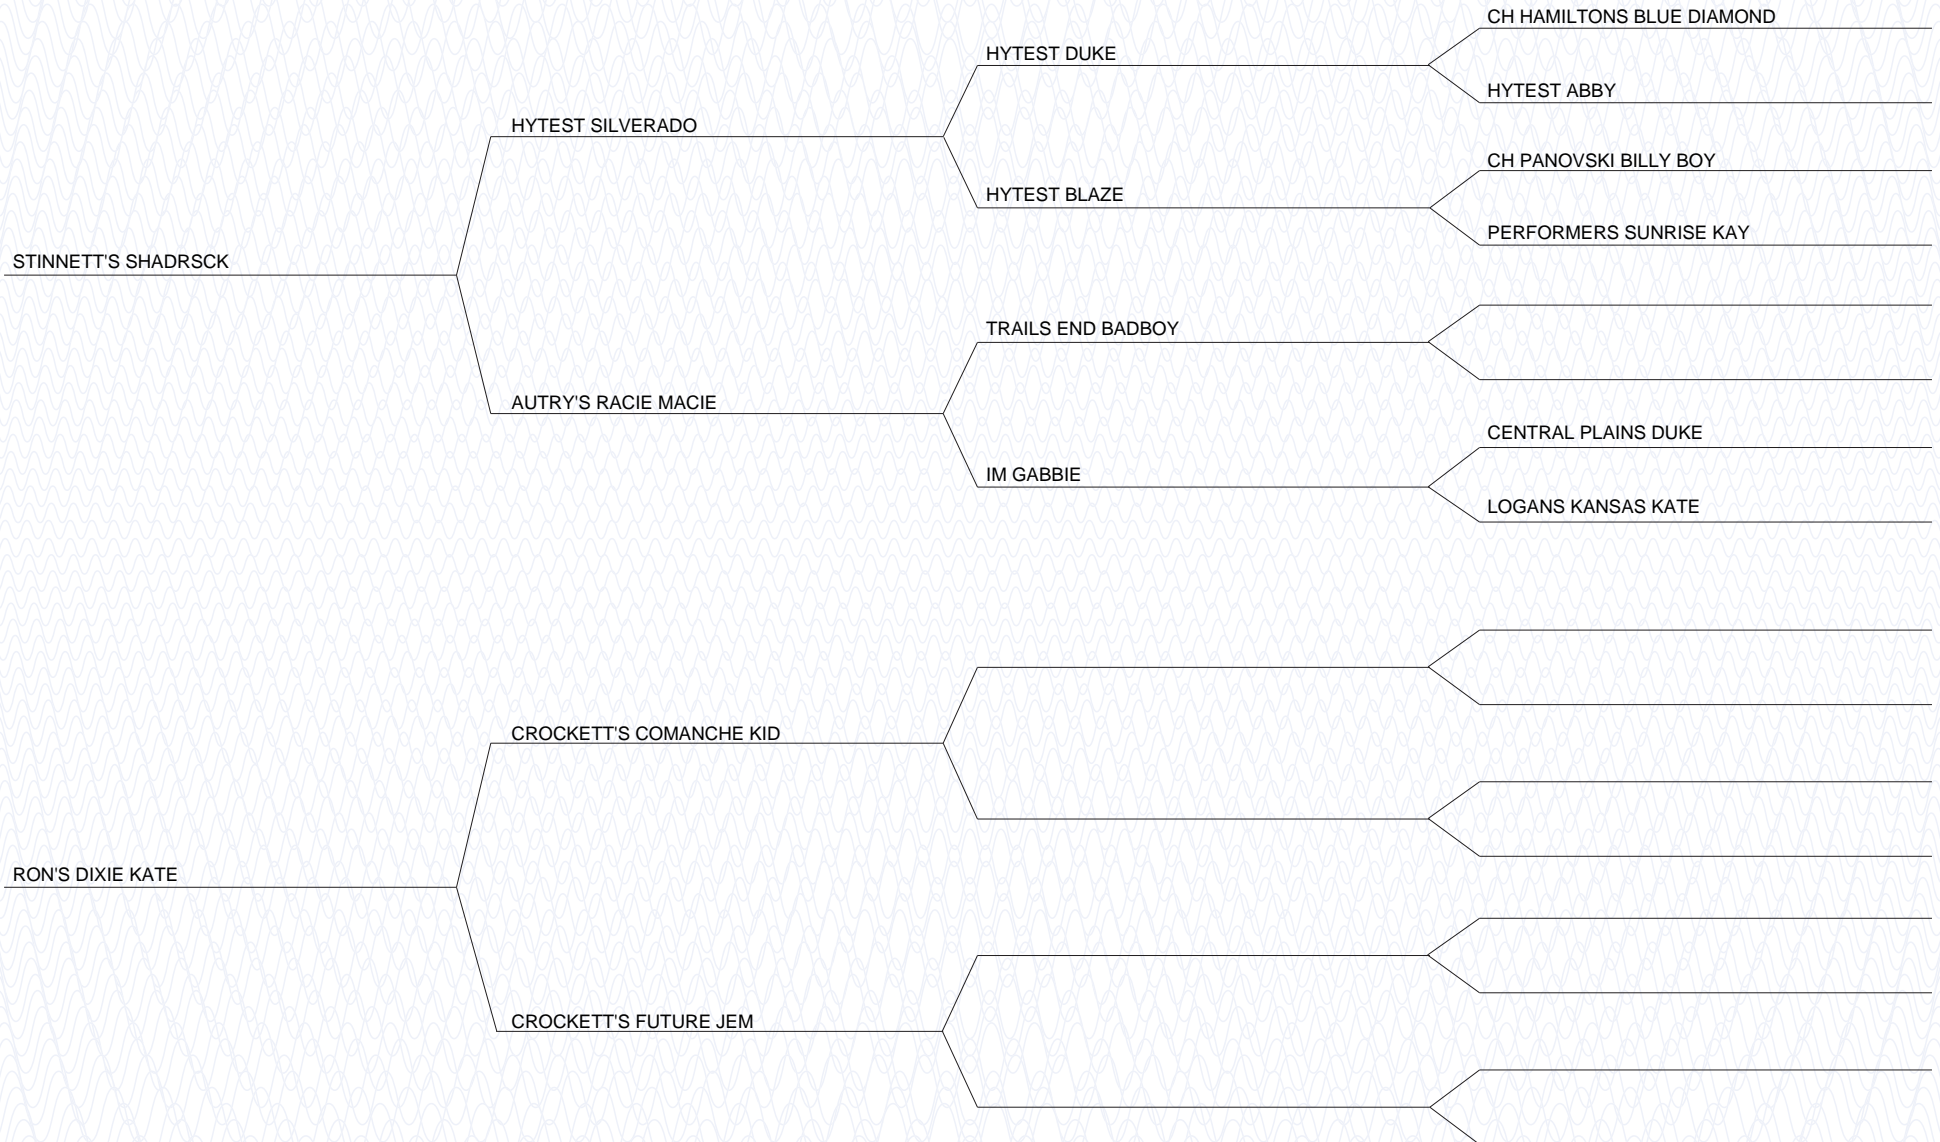 CH HAMILTONS BLUE DIAMOND
HYTEST DUKE
HYTEST ABBY
HYTEST SILVERADO
CH PANOVSKI BILLY BOY
HYTEST BLAZE
PERFORMERS SUNRISE KAY
STINNETT'S SHADRSCK
TRAILS END BADBOY
AUTRY'S RACIE MACIE
CENTRAL PLAINS DUKE
IM GABBIE
LOGANS KANSAS KATE
CROCKETT'S COMANCHE KID
RON'S DIXIE KATE
CROCKETT'S FUTURE JEM